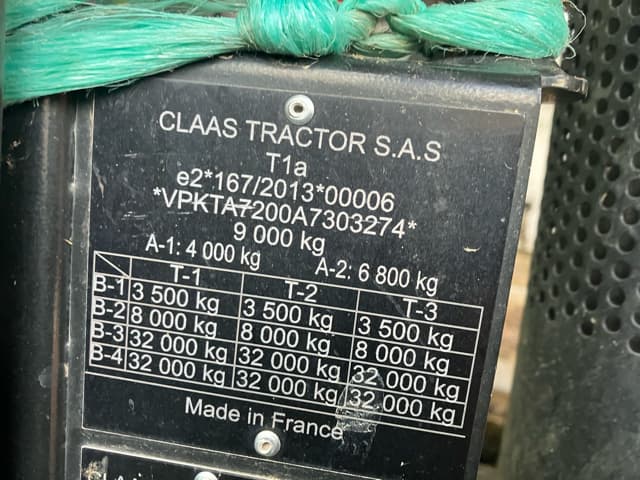 CLAAS TRACTOR S.A.S
T1a
e2*167/2013*00006
*VPKTA7200A7303274*
9 000 kg
A-1: 4 000 kg A-2: 6 800 kg
T-1 T-2 T-3
B-1 3 500 kg 3 500 kg 3 500 kg
B-2 8 000 kg 8 000 kg 8 000 kg
B-3 32 000 kg 32 000 kg 32 000 kg
B-4 32 000 kg 32 000 kg 32 000 kg
Made in France